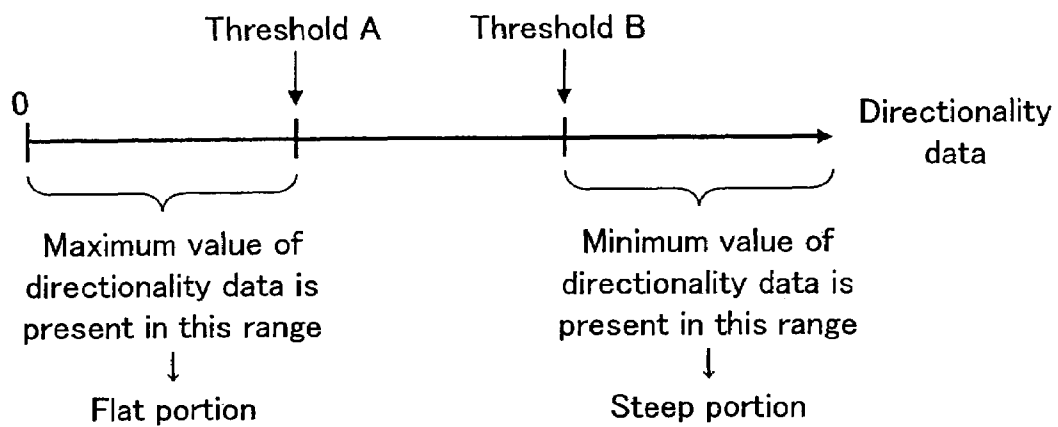 Threshold A
Threshold B
0
Directionality
data
Maximum value of
directionality data is
present in this range
↓
Flat portion
Minimum value of
directionality data is
present in this range
↓
Steep portion